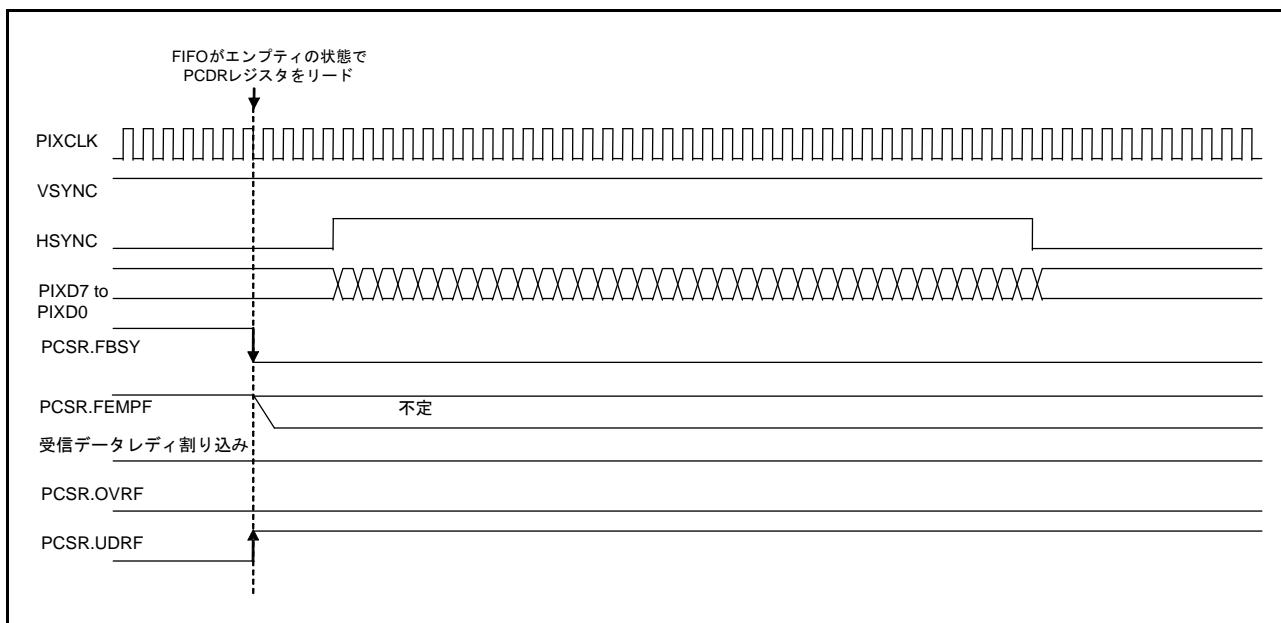 FIFOがエンプティの状態で
PCDRレジスタをリード
PIXCLK
VSYNC
HSYNC
PIXD7 to
PIXD0
PCSR.FBSY
PCSR.FEMPF
不定
受信データレディ割り込み
PCSR.OVRF
PCSR.UDRF